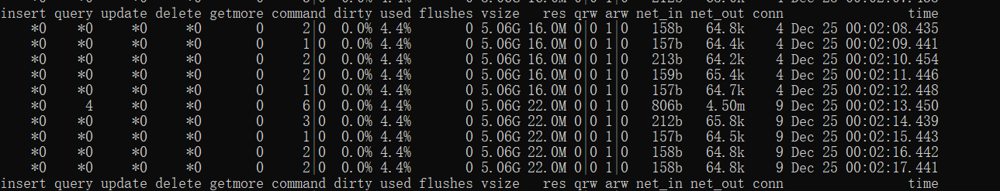 insert query update delete getmore command dirty used flushes vsize res qrw arw net_in net_out conn time
*0 *0 *0 *0 0 2|0 0.0% 4.4% 0 5.06G 16.0M 0|0 1|0 158b 64.8k 4 Dec 25 00:02:08.435
*0 *0 *0 *0 0 1|0 0.0% 4.4% 0 5.06G 16.0M 0|0 1|0 157b 64.4k 4 Dec 25 00:02:09.441
*0 *0 *0 *0 0 2|0 0.0% 4.4% 0 5.06G 16.0M 0|0 1|0 213b 64.2k 4 Dec 25 00:02:10.454
*0 *0 *0 *0 0 2|0 0.0% 4.4% 0 5.06G 16.0M 0|0 1|0 159b 65.4k 4 Dec 25 00:02:11.446
*0 *0 *0 *0 0 1|0 0.0% 4.4% 0 5.06G 16.0M 0|0 1|0 157b 64.7k 4 Dec 25 00:02:12.448
*0 4 *0 *0 0 6|0 0.0% 4.4% 0 5.06G 22.0M 0|0 1|0 806b 4.50m 9 Dec 25 00:02:13.450
*0 *0 *0 *0 0 3|0 0.0% 4.4% 0 5.06G 22.0M 0|0 1|0 212b 65.8k 9 Dec 25 00:02:14.439
*0 *0 *0 *0 0 1|0 0.0% 4.4% 0 5.06G 22.0M 0|0 1|0 157b 64.5k 9 Dec 25 00:02:15.443
*0 *0 *0 *0 0 2|0 0.0% 4.4% 0 5.06G 22.0M 0|0 1|0 158b 64.8k 9 Dec 25 00:02:16.442
*0 *0 *0 *0 0 2|0 0.0% 4.4% 0 5.06G 22.0M 0|0 1|0 158b 64.8k 9 Dec 25 00:02:17.441
insert query update delete getmore command dirty used flushes vsize res qrw arw net_in net_out conn time